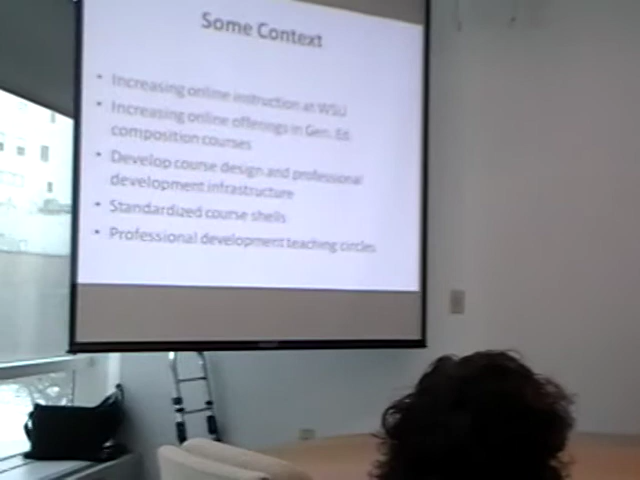 Some Context
• Increasing online instruction at WSU
• Increasing online offerings in Gen. Ed.
composition courses
• Develop course design and professional
development infrastructure
• Standardized course shells
• Professional development teaching circles